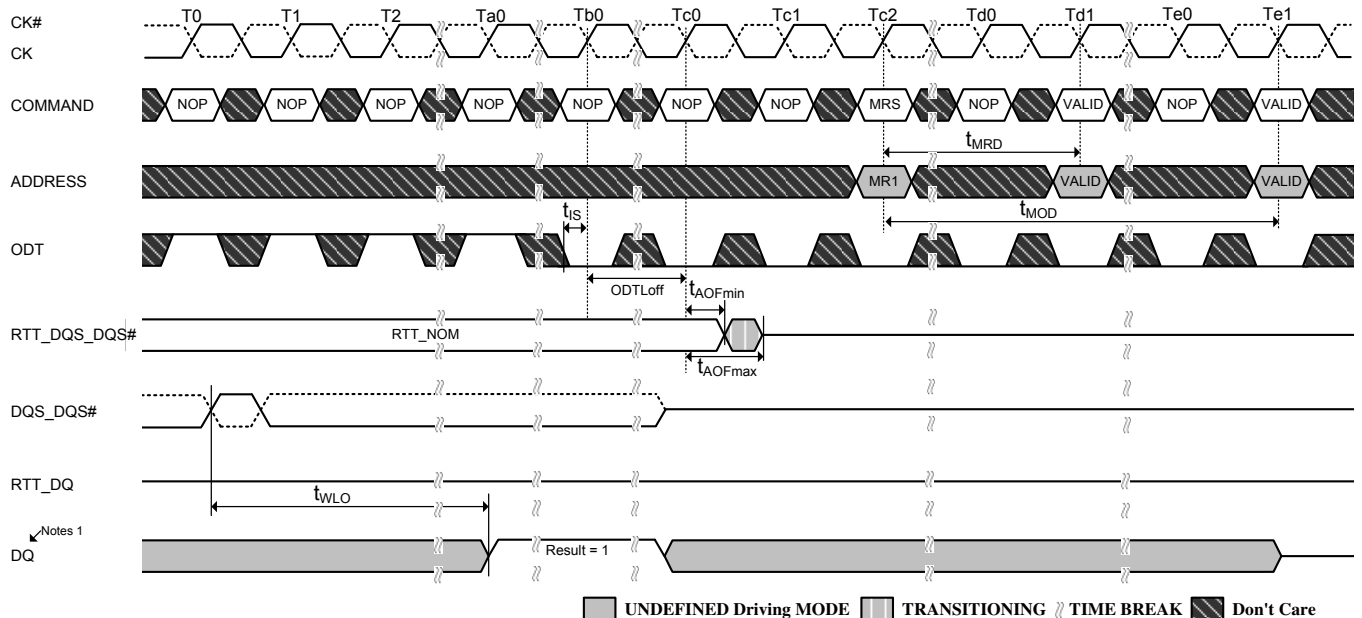 T0 T1 T2 Ta0 Tb0 Tc0 Tc1 Tc2 Td0 Td1 Te0 Te1
CK#
CK
COMMAND NOP NOP NOP NOP NOP NOP NOP MRS NOP VALID NOP VALID
tMRD
ADDRESS MR1 VALID VALID
tMOD
tIS
ODT
ODTLoff
tAOFmin
RTT_DQS_DQS# RTT_NOM
tAOFmax
DQS_DQS#
RTT_DQ
tWLO
Notes 1
DQ Result = 1
UNDEFINED Driving MODE TRANSITIONING TIME BREAK Don't Care